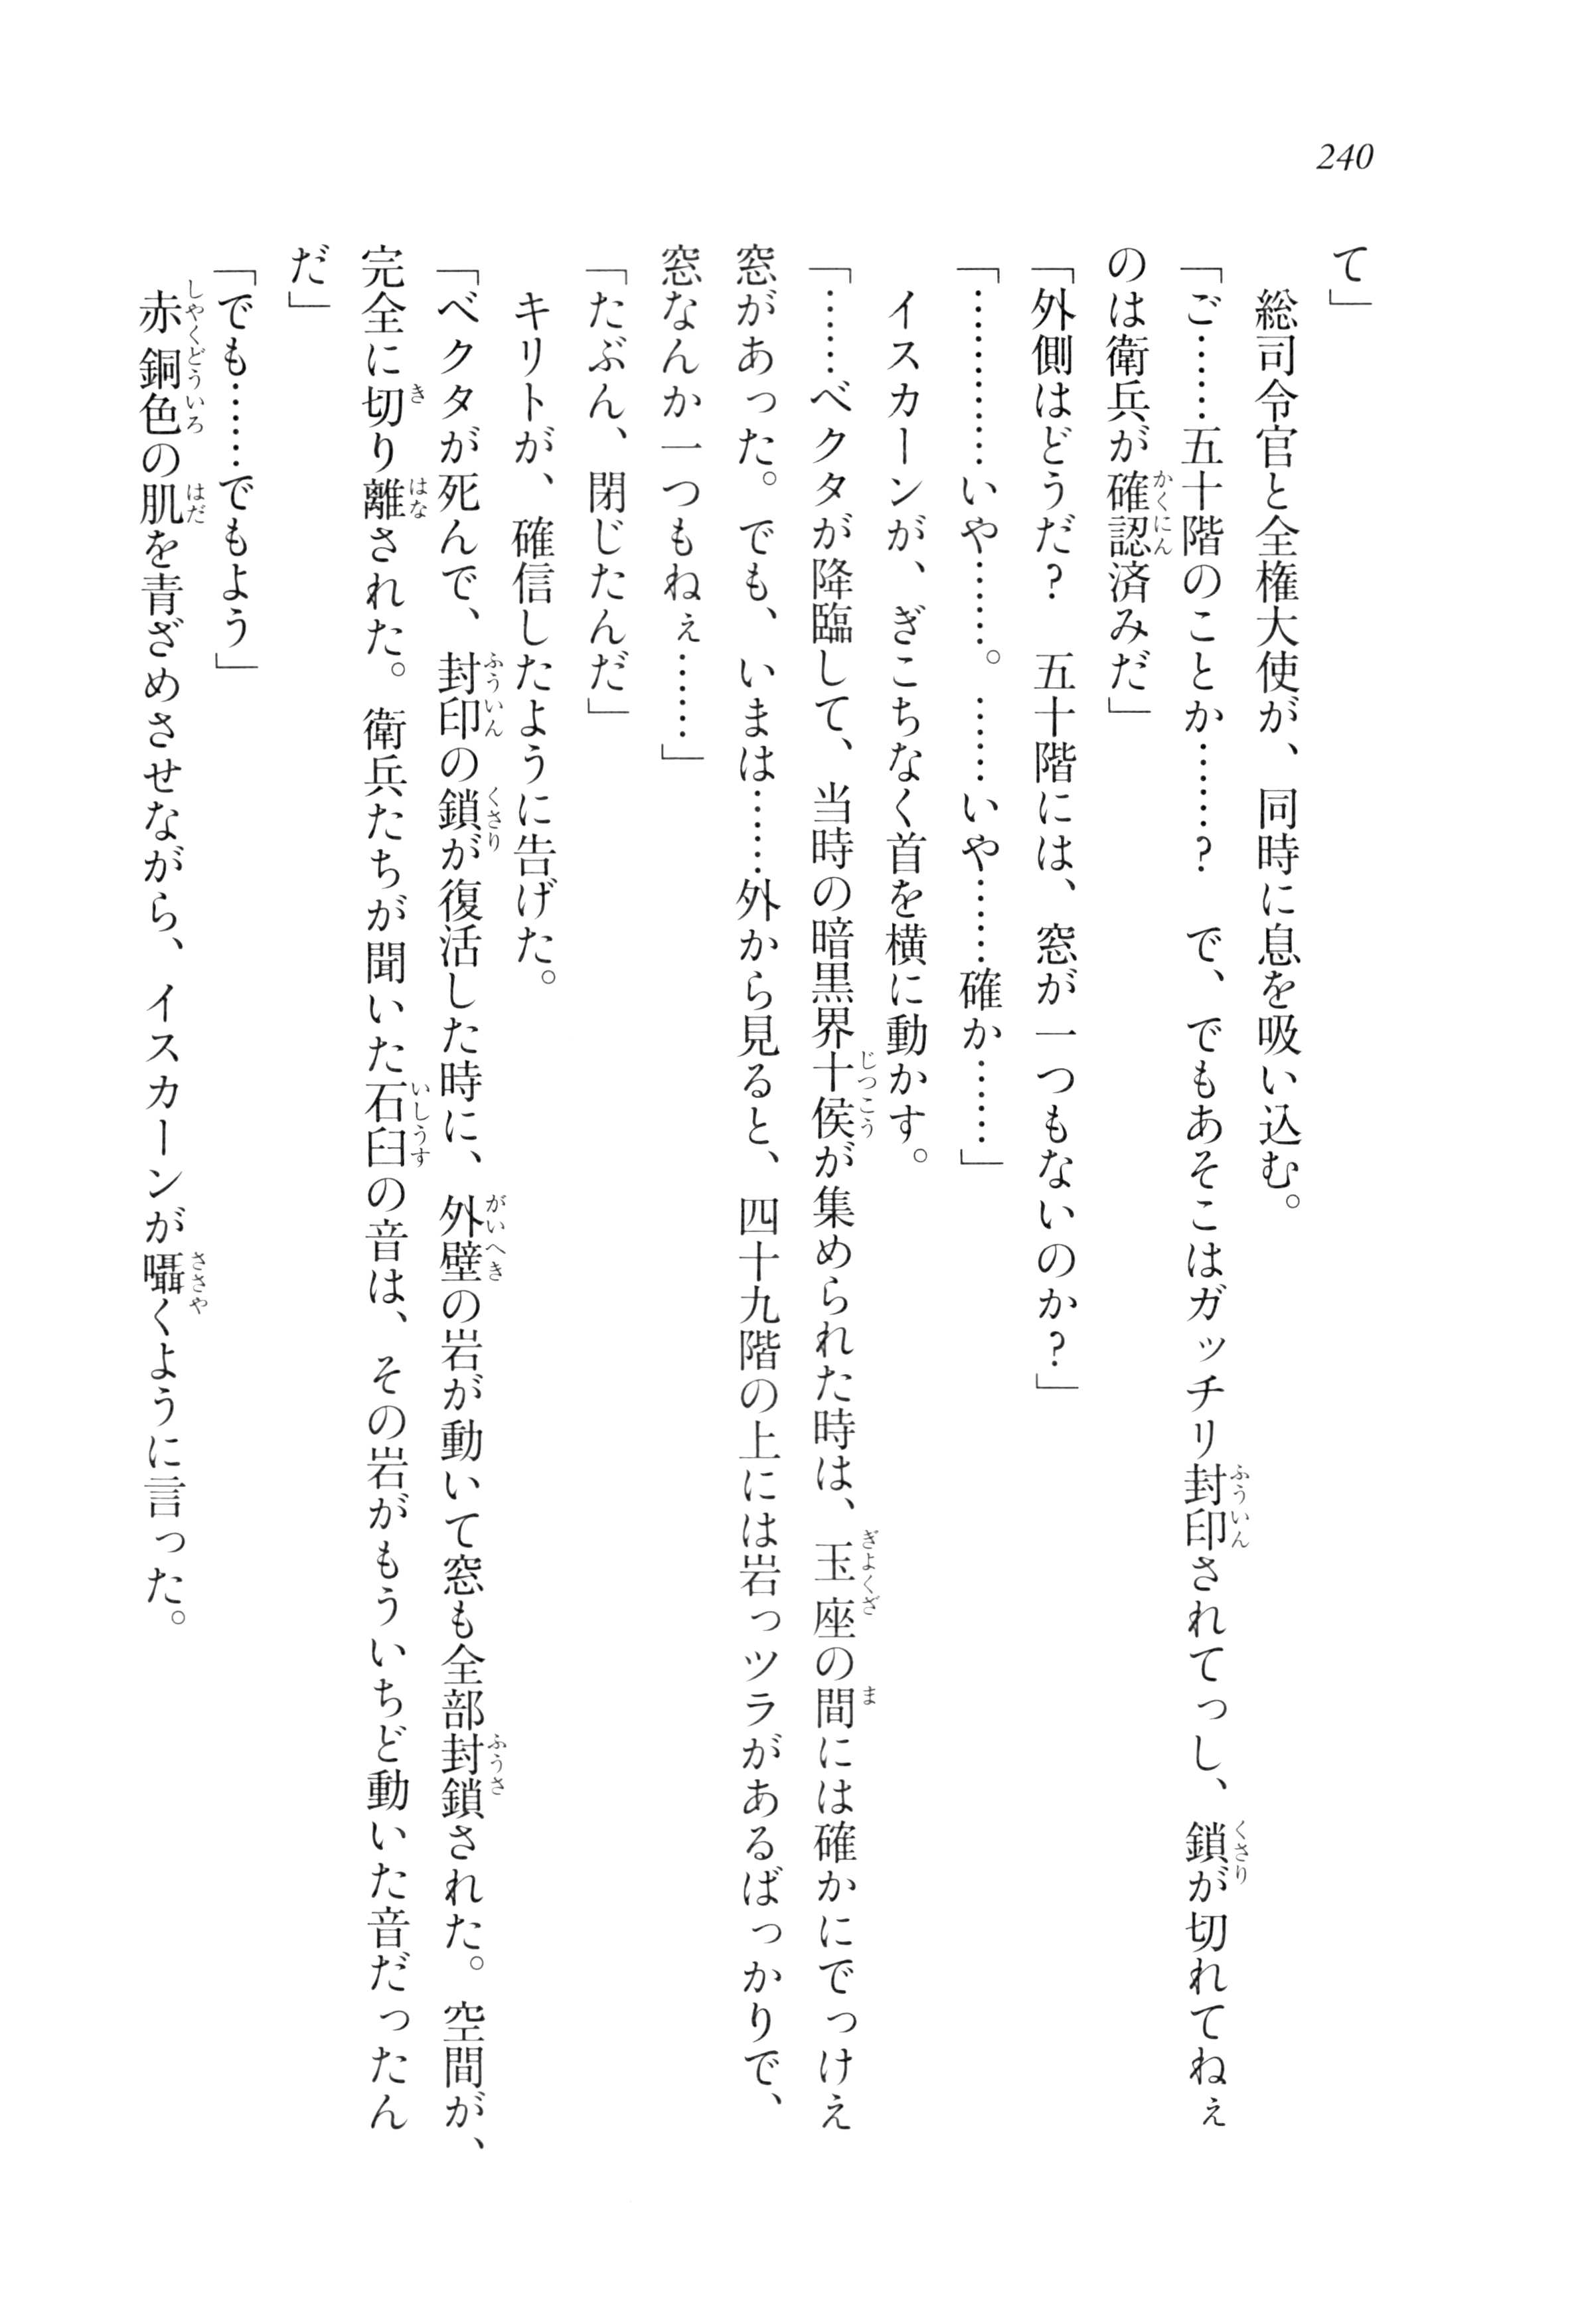 240
て」
　総司令官と全権大使が、同時に息を吸い込む。
「ご……五十階のことか……？　で、でもあそこはガッチリ封印されてっし、鎖が切れてねぇ
のは衛兵が確認済みだ」
「外側はどうだ？　五十階には、窓が一つもないのか？」
「…………いや……。……いや……確か……」
　イスカーンが、ぎこちなく首を横に動かす。
「……ベクタが降臨して、当時の暗黒界十侯が集められた時は、玉座の間には確かにでっけえ
窓があった。でも、いまは……外から見ると、四十九階の上には岩っツラがあるばっかりで、
窓なんか一つもねぇ……」
「たぶん、閉じたんだ」
　キリトが、確信したように告げた。
「ベクタが死んで、封印の鎖が復活した時に、外壁の岩が動いて窓も全部封鎖された。空間が、
完全に切り離された。衛兵たちが聞いた石臼の音は、その岩がもういちど動いた音だったん
だ」
「でも……でもよう」
　赤銅色の肌を青ざめさせながら、イスカーンが囁くように言った。